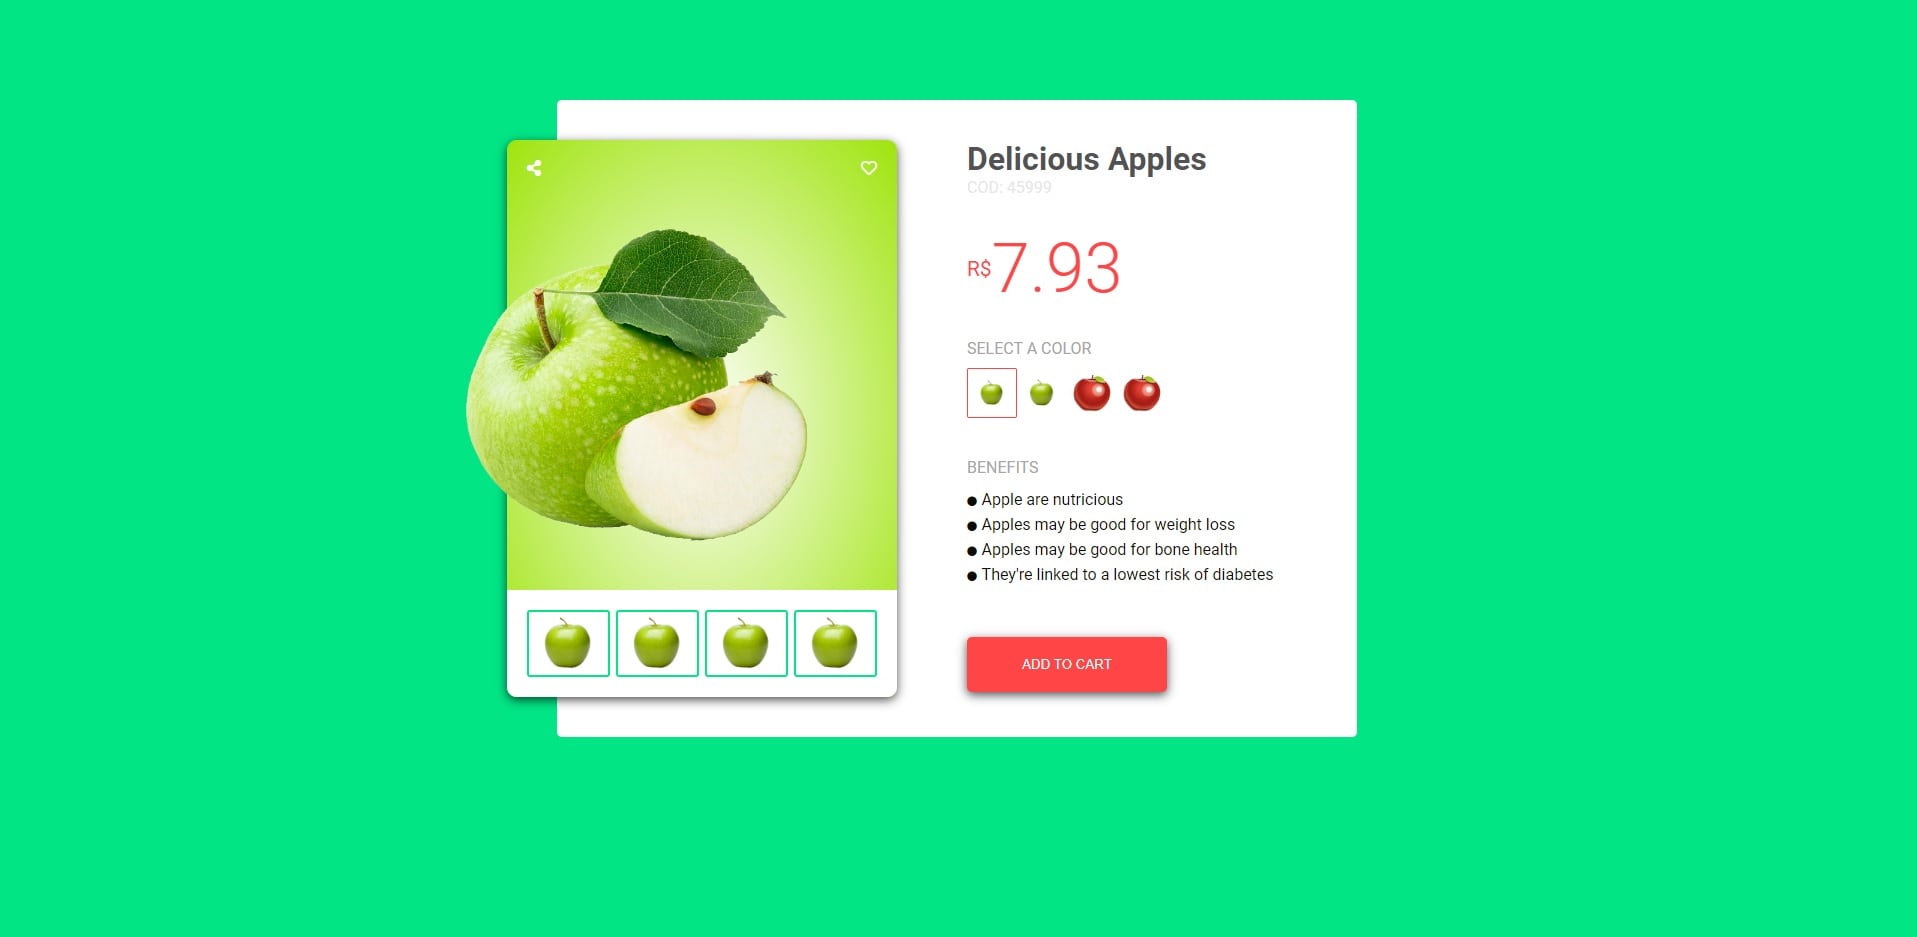 Delicious Apples
COD: 45999
R$7.93
SELECT A COLOR
BENEFITS
● Apple are nutricious
● Apples may be good for weight loss
● Apples may be good for bone health
● They're linked to a lowest risk of diabetes
ADD TO CART